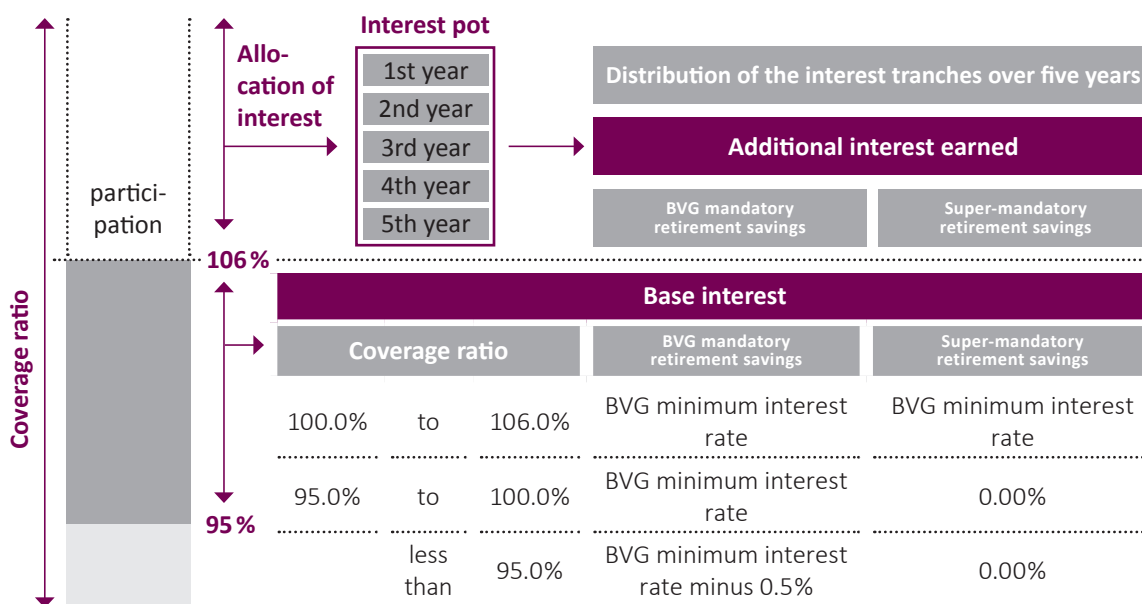 Coverage ratio
partici-
pation
Allo-
cation of
interest
Interest pot
1st year
2nd year
3rd year
4th year
5th year
Distribution of the interest tranches over five years
Additional interest earned
BVG mandatory
retirement savings
Super-mandatory
retirement savings
106 %
95 %
Base interest
Coverage ratio
BVG mandatory
retirement savings
Super-mandatory
retirement savings
100.0% to 106.0%
BVG minimum interest
rate
BVG minimum interest
rate
95.0% to 100.0%
BVG minimum interest
rate
0.00%
less
than
95.0%
BVG minimum interest
rate minus 0.5%
0.00%